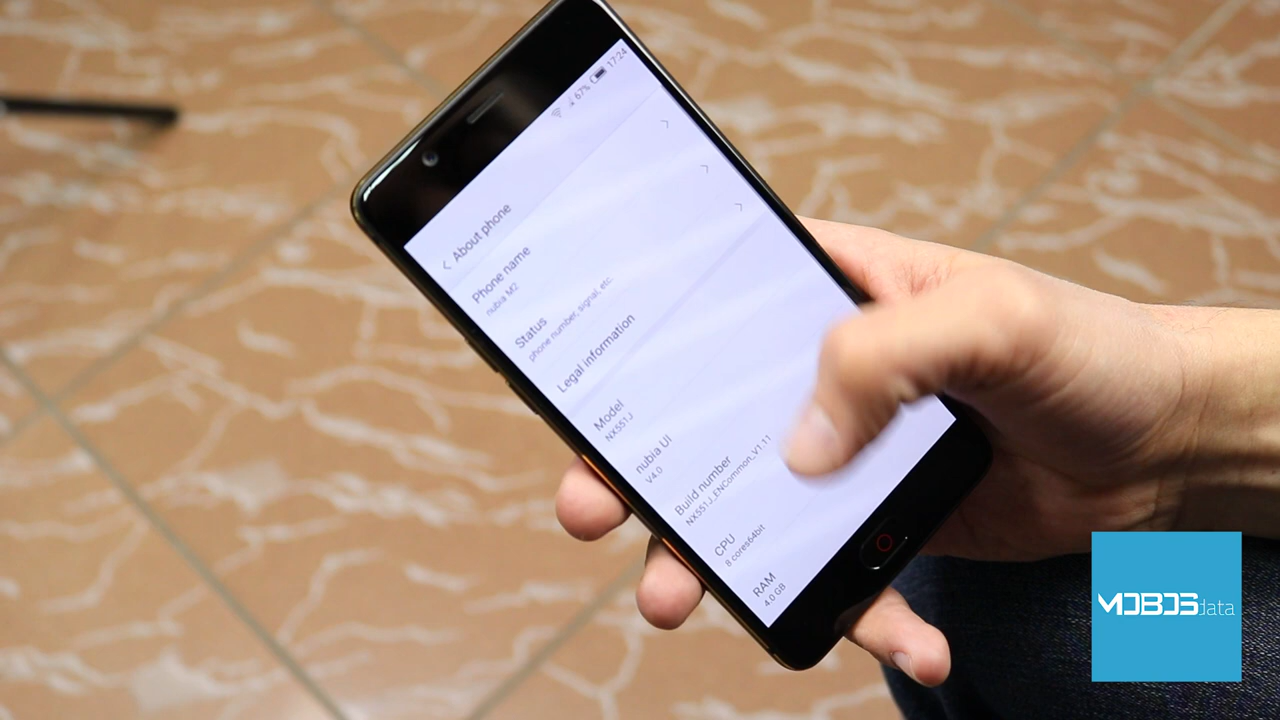 67% 17:24
About phone
Phone name
nubia M2
Status
phone number, signal, etc.
Legal information
Model
NX551J
nubia UI
V4.0
Build number
NX551J_ENCommon_V1.11
CPU
8 cores64bit
RAM
4.0 GB
MOBOSdata